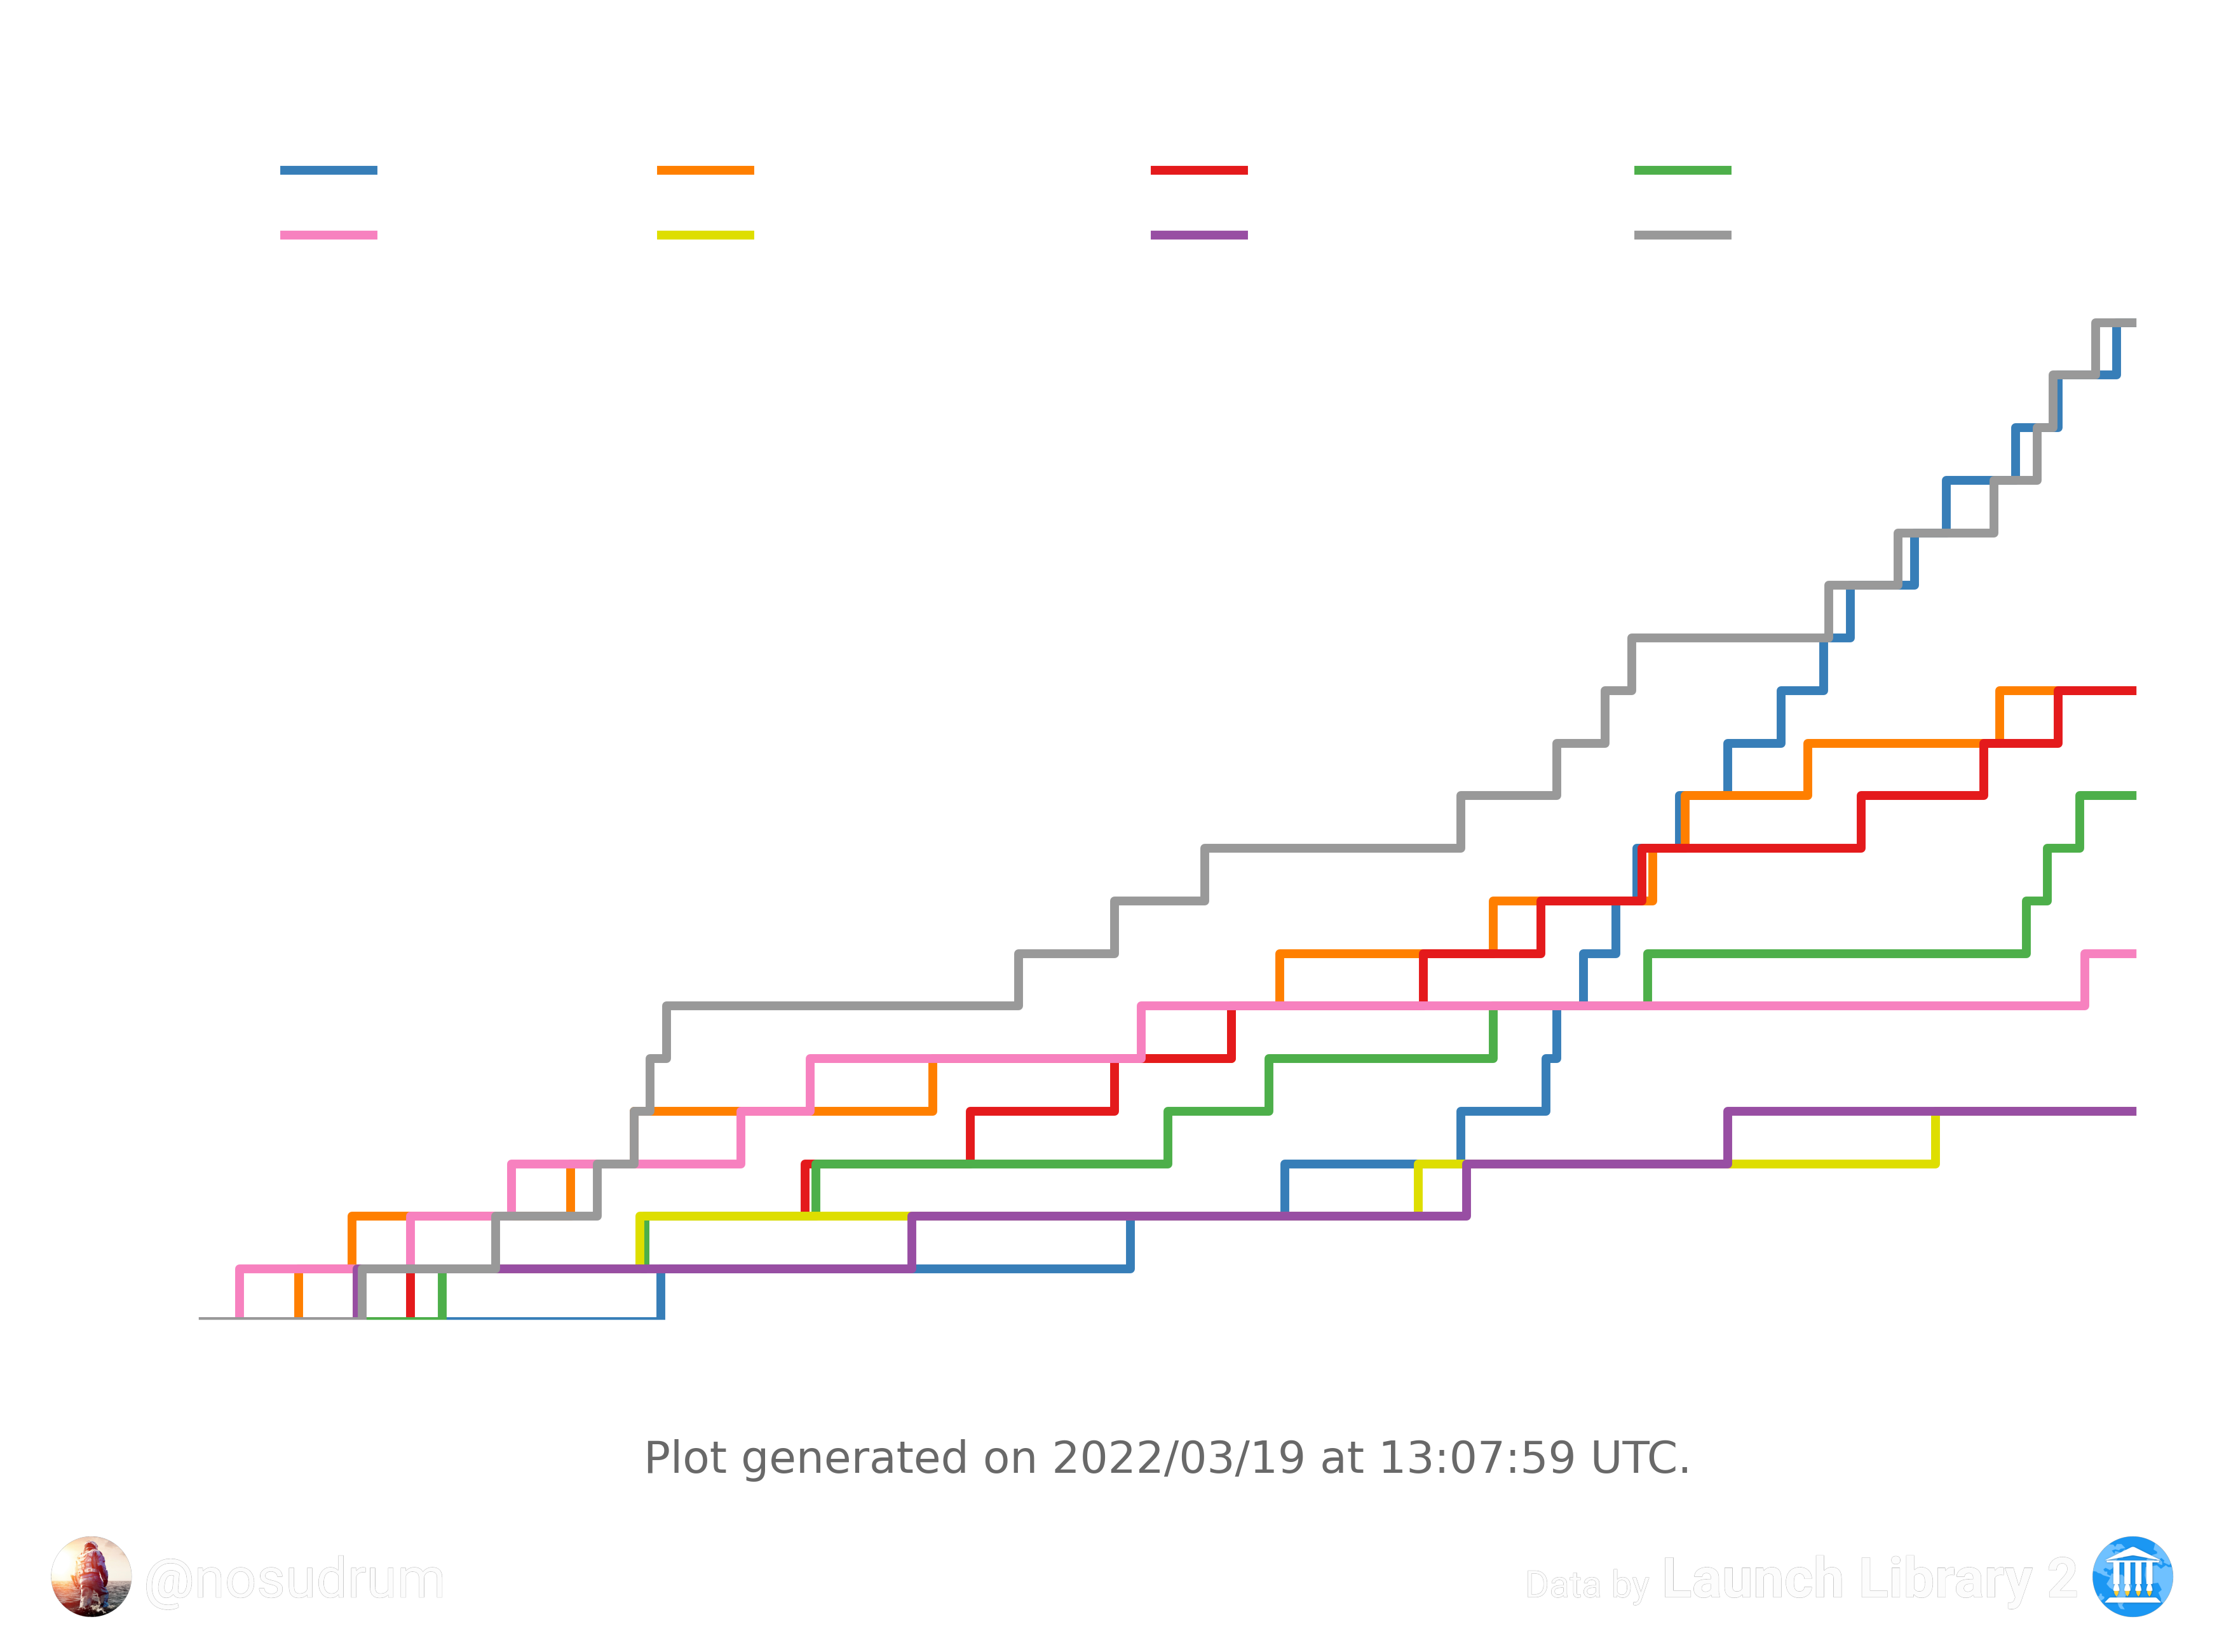 Plot generated on 2022/03/19 at 13:07:59 UTC.
@nosudrum
Data by Launch Library 2